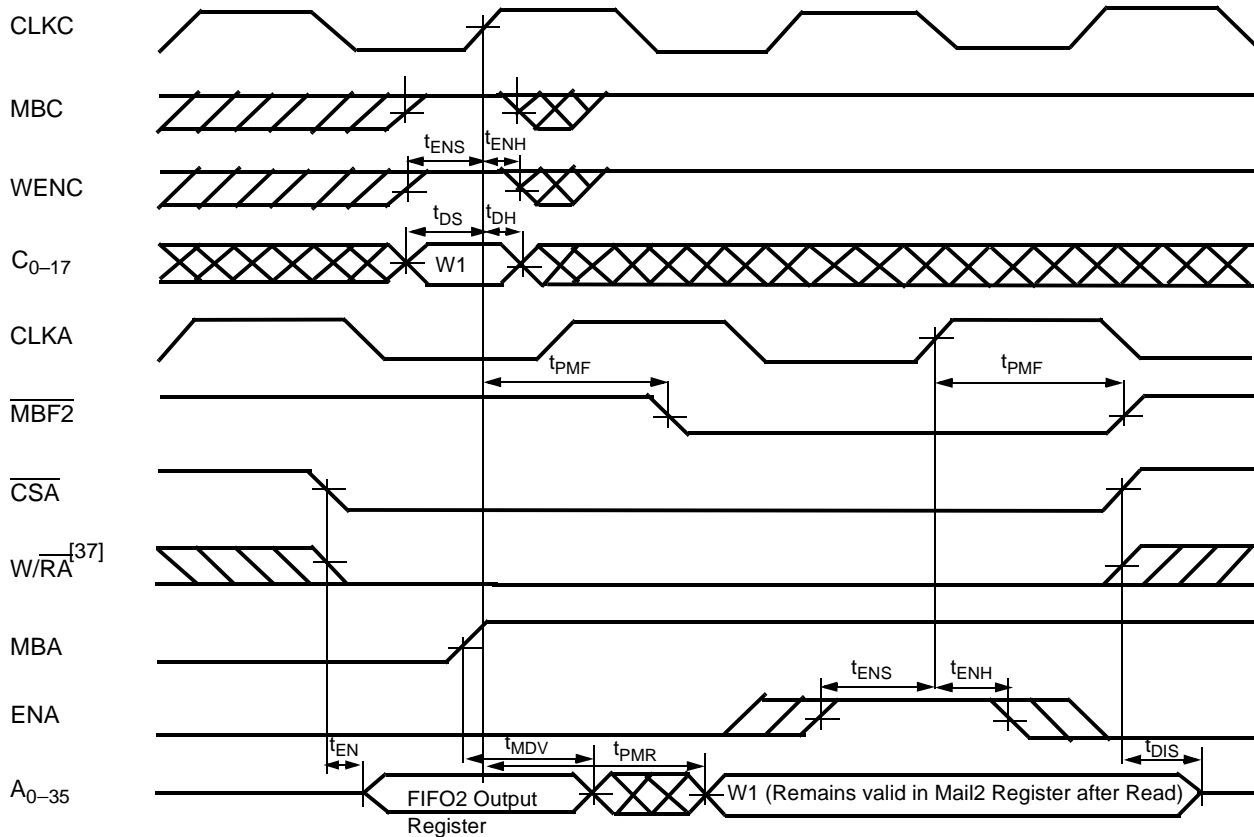 CLKC
MBC
tENS tENH
WENC
tDS tDH
C0–17
W1
CLKA
tPMF tPMF
MBF2
CSA
W/RA[37]
MBA
tENS tENH
ENA
tEN tMDV tPMR tDIS
A0–35
FIFO2 Output
Register
W1 (Remains valid in Mail2 Register after Read)